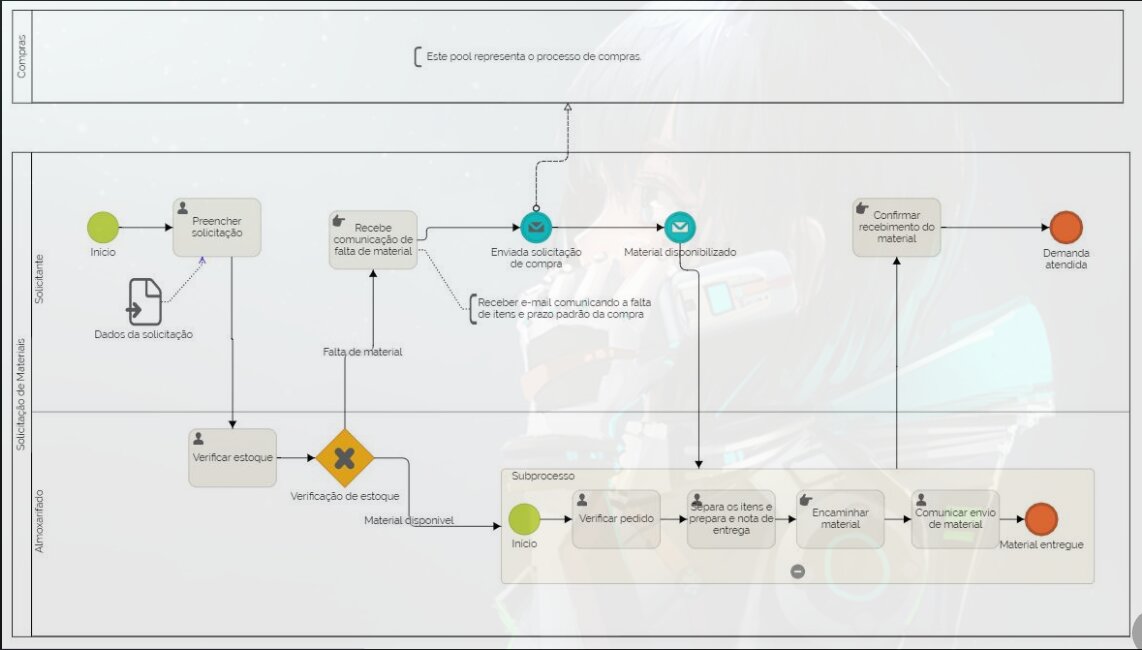 Compras
Este pool representa o processo de compras.
Solicitação de Materiais
Solicitante
Início
Preencher
solicitação
Dados da solicitação
Recebe
comunicação de
falta de material
Enviada solicitação
de compra
Material disponibilizado
Receber e-mail comunicando a falta
de itens e prazo padrão da compra
Confirmar
recebimento do
material
Demanda
atendida
Falta de material
Almoxarifado
Verificar estoque
Verificação de estoque
Material disponível
Subprocesso
Início
Verificar pedido
Separa os itens e
prepara e nota de
entrega
Encaminhar
material
Comunicar envio
de material
Material entregue